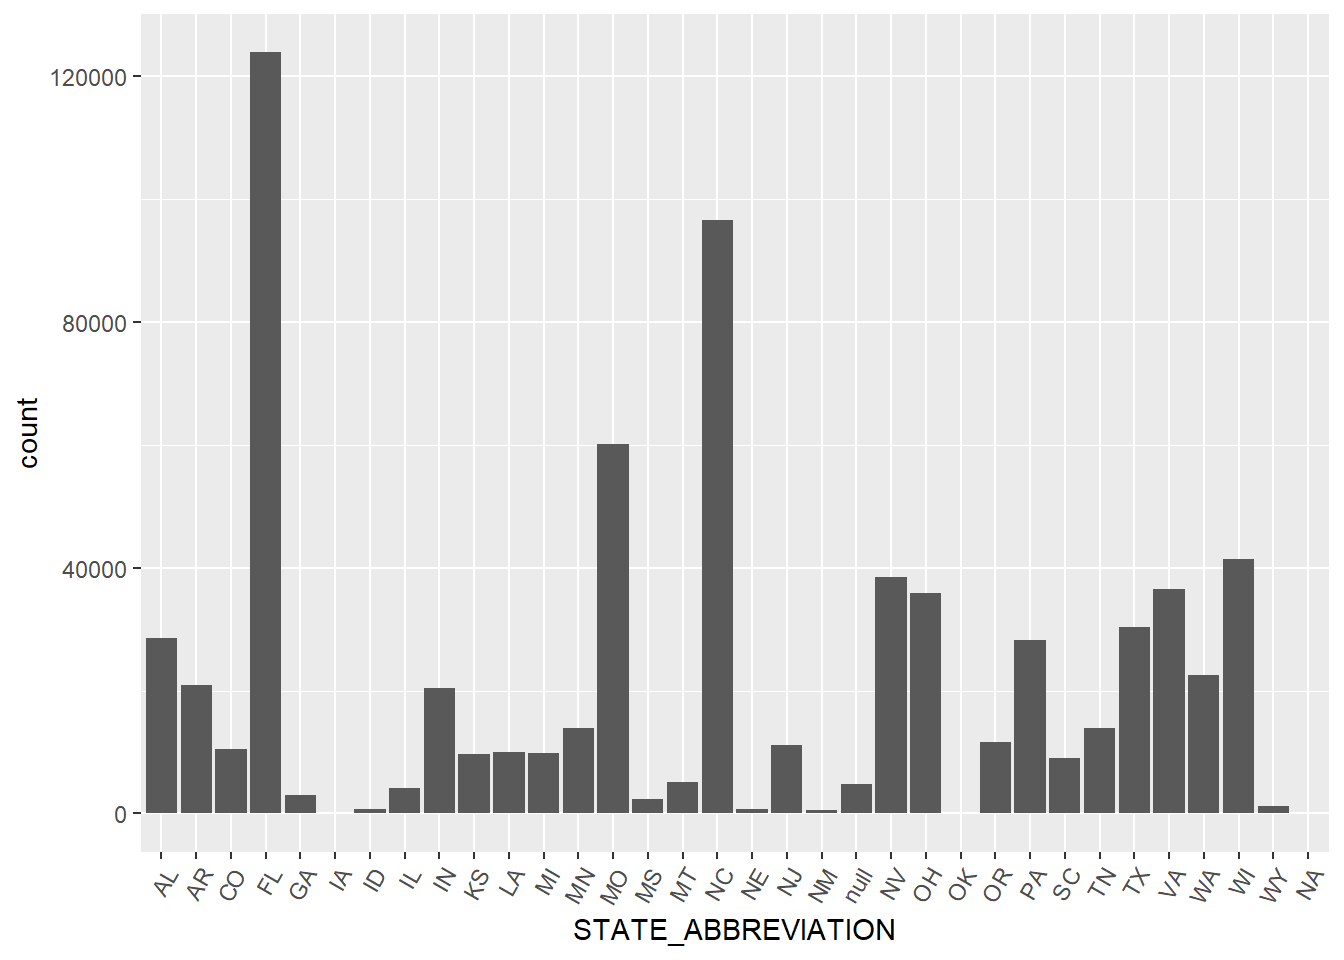 120000
80000
40000
0
count
AL AR CO FL GA IA ID IL IN KS LA MI MN MO MS MT NC NE NJ NM null NV OH OK OR PA SC TN TX VA WA WI WY NA
STATE_ABBREVIATION